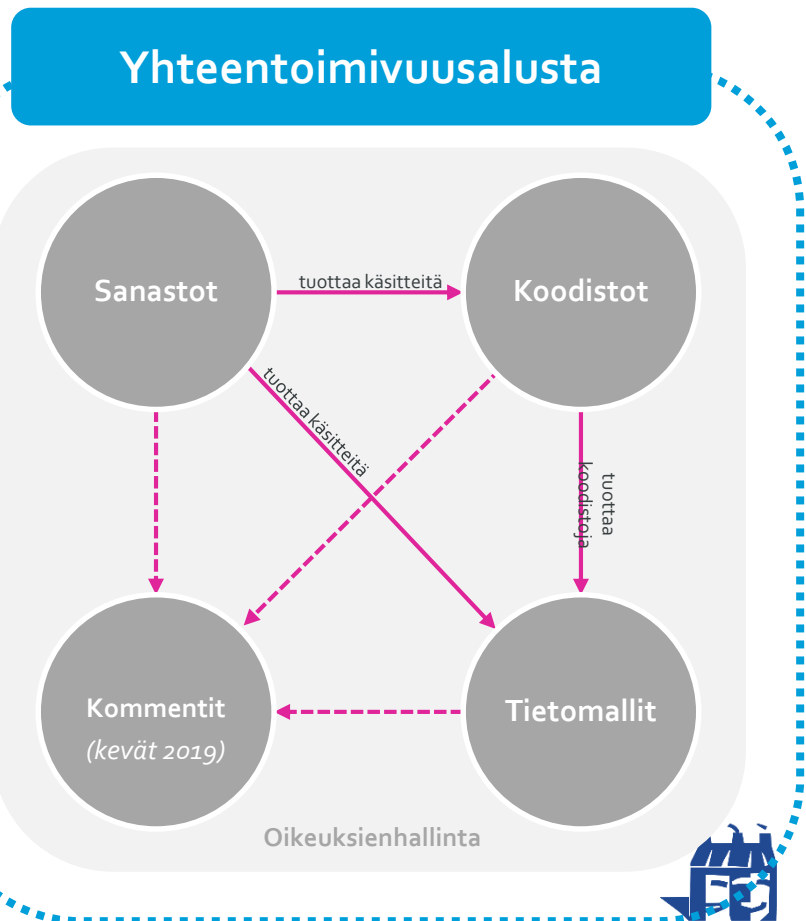 Yhteentoimivuusalusta
Sanastot
tuottaa käsitteitä
Koodistot
tuottaa käsitteitä
tuottaa
koodistoja
Kommentit
(kevät 2019)
Tietomallit
Oikeuksienhallinta